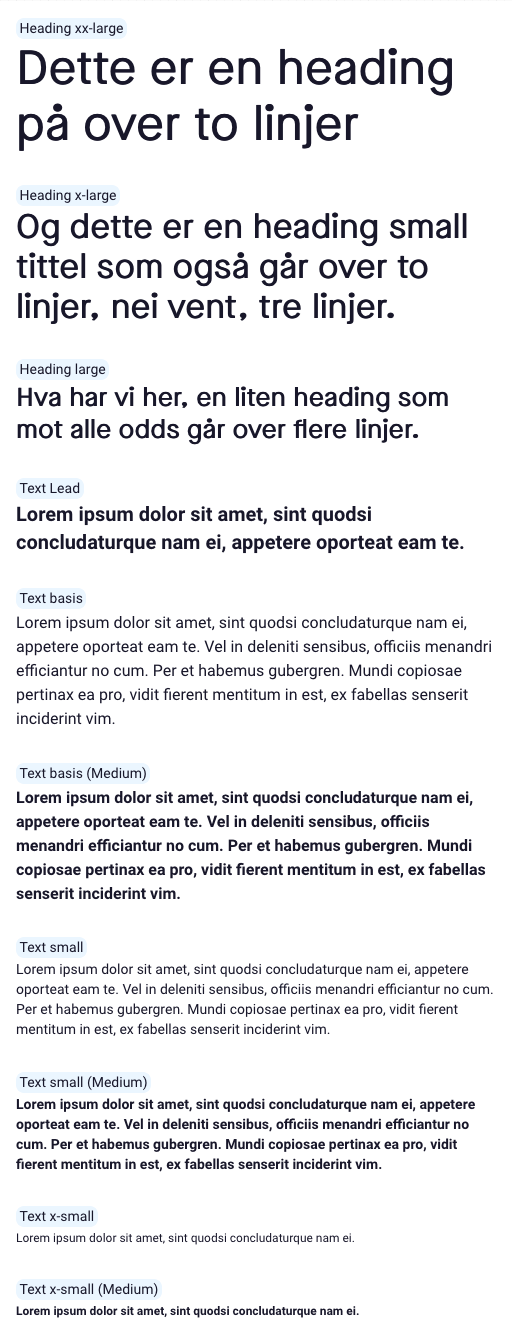 Heading xx-large
Dette er en heading
på over to linjer
Heading x-large
Og dette er en heading small
tittel som også går over to
linjer, nei vent, tre linjer.
Heading large
Hva har vi her, en liten heading som
mot alle odds går over flere linjer.
Text Lead
Lorem ipsum dolor sit amet, sint quodsi
concludaturque nam ei, appetere oporteat eam te.
Text basis
Lorem ipsum dolor sit amet, sint quodsi concludaturque nam ei,
appetere oporteat eam te. Vel in deleniti sensibus, officiis menandri
efficiantur no cum. Per et habemus gubergren. Mundi copiosae
pertinax ea pro, vidit fierent mentitum in est, ex fabellas senserit
inciderint vim.
Text basis (Medium)
Lorem ipsum dolor sit amet, sint quodsi concludaturque nam ei,
appetere oporteat eam te. Vel in deleniti sensibus, officiis
menandri efficiantur no cum. Per et habemus gubergren. Mundi
copiosae pertinax ea pro, vidit fierent mentitum in est, ex fabellas
senserit inciderint vim.
Text small
Lorem ipsum dolor sit amet, sint quodsi concludaturque nam ei, appetere
oporteat eam te. Vel in deleniti sensibus, officiis menandri efficiantur no cum.
Per et habemus gubergren. Mundi copiosae pertinax ea pro, vidit fierent
mentitum in est, ex fabellas senserit inciderint vim.
Text small (Medium)
Lorem ipsum dolor sit amet, sint quodsi concludaturque nam ei, appetere
oporteat eam te. Vel in deleniti sensibus, officiis menandri efficiantur no
cum. Per et habemus gubergren. Mundi copiosae pertinax ea pro, vidit
fierent mentitum in est, ex fabellas senserit inciderint vim.
Text x-small
Lorem ipsum dolor sit amet, sint quodsi concludaturque nam ei.
Text x-small (Medium)
Lorem ipsum dolor sit amet, sint quodsi concludaturque nam ei.